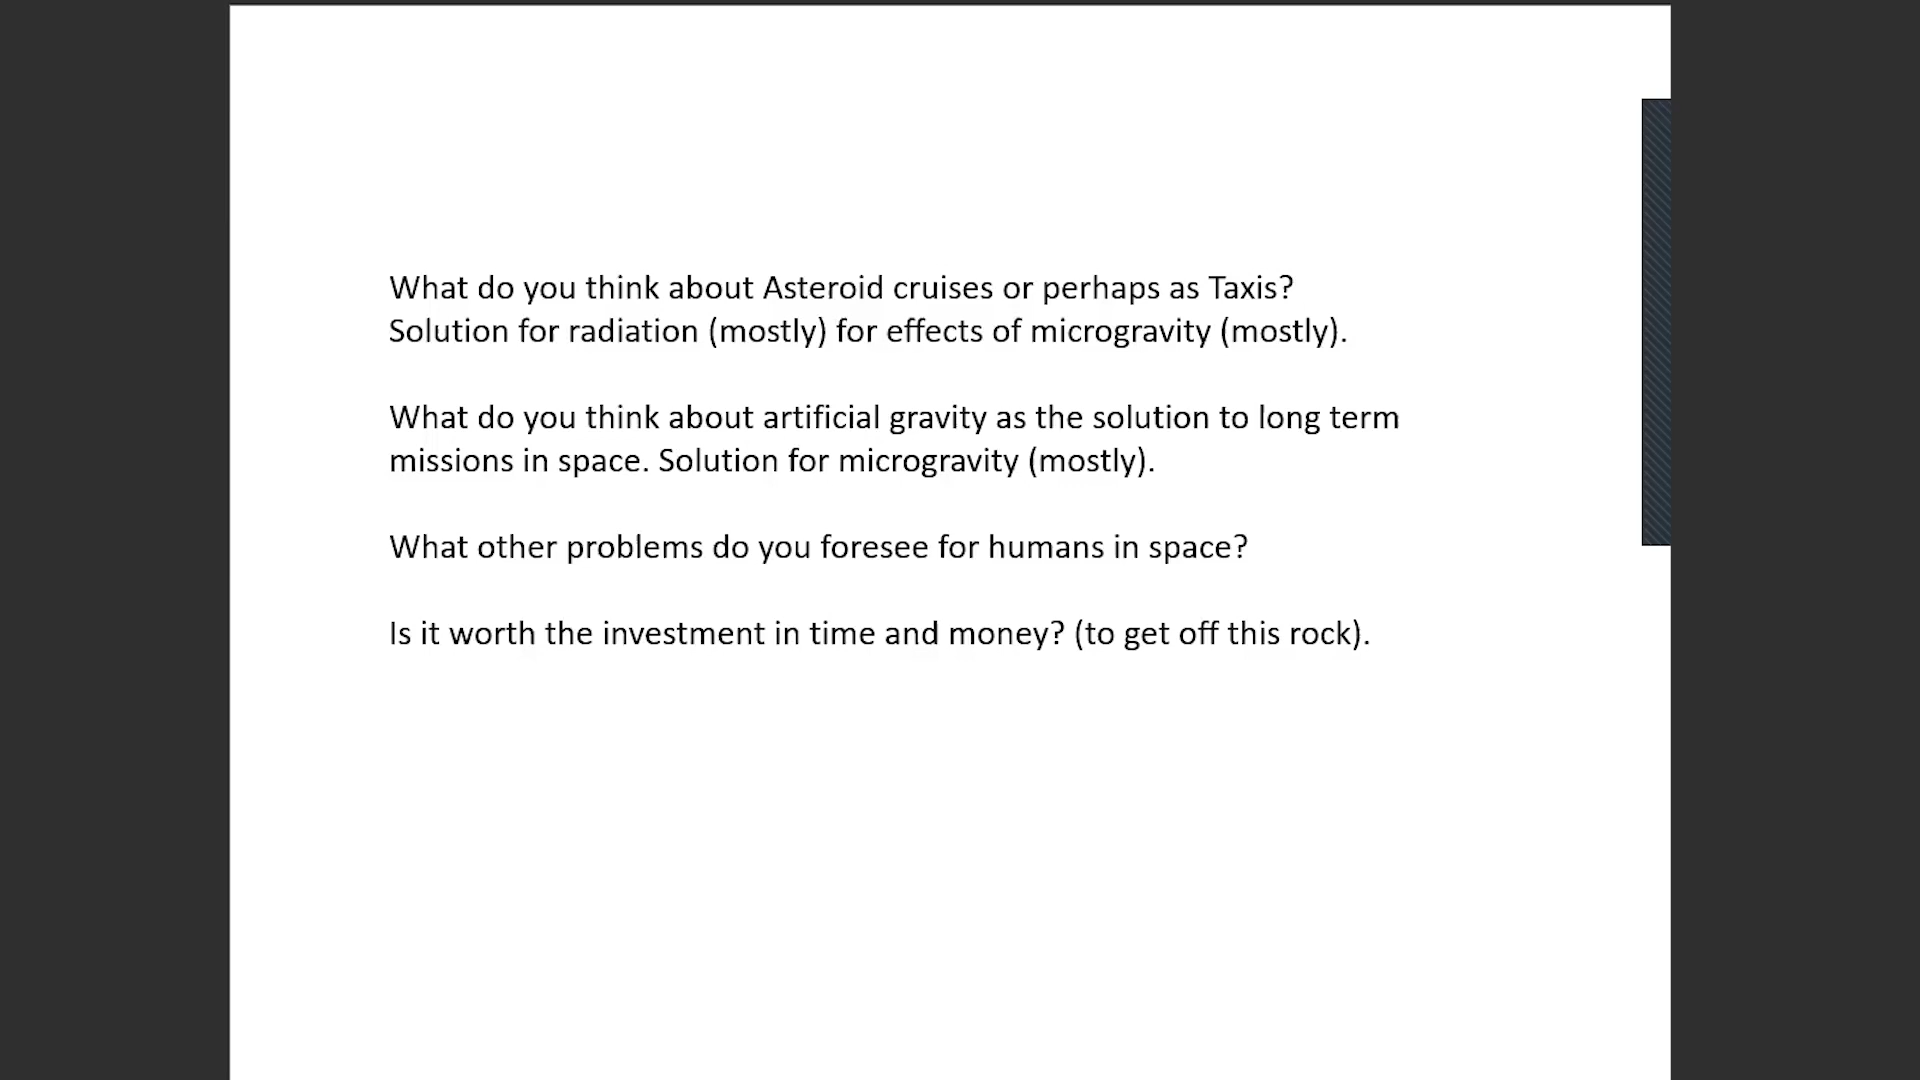 What do you think about Asteroid cruises or perhaps as Taxis?
Solution for radiation (mostly) for effects of microgravity (mostly).
What do you think about artificial gravity as the solution to long term
missions in space. Solution for microgravity (mostly).
What other problems do you foresee for humans in space?
Is it worth the investment in time and money? (to get off this rock).